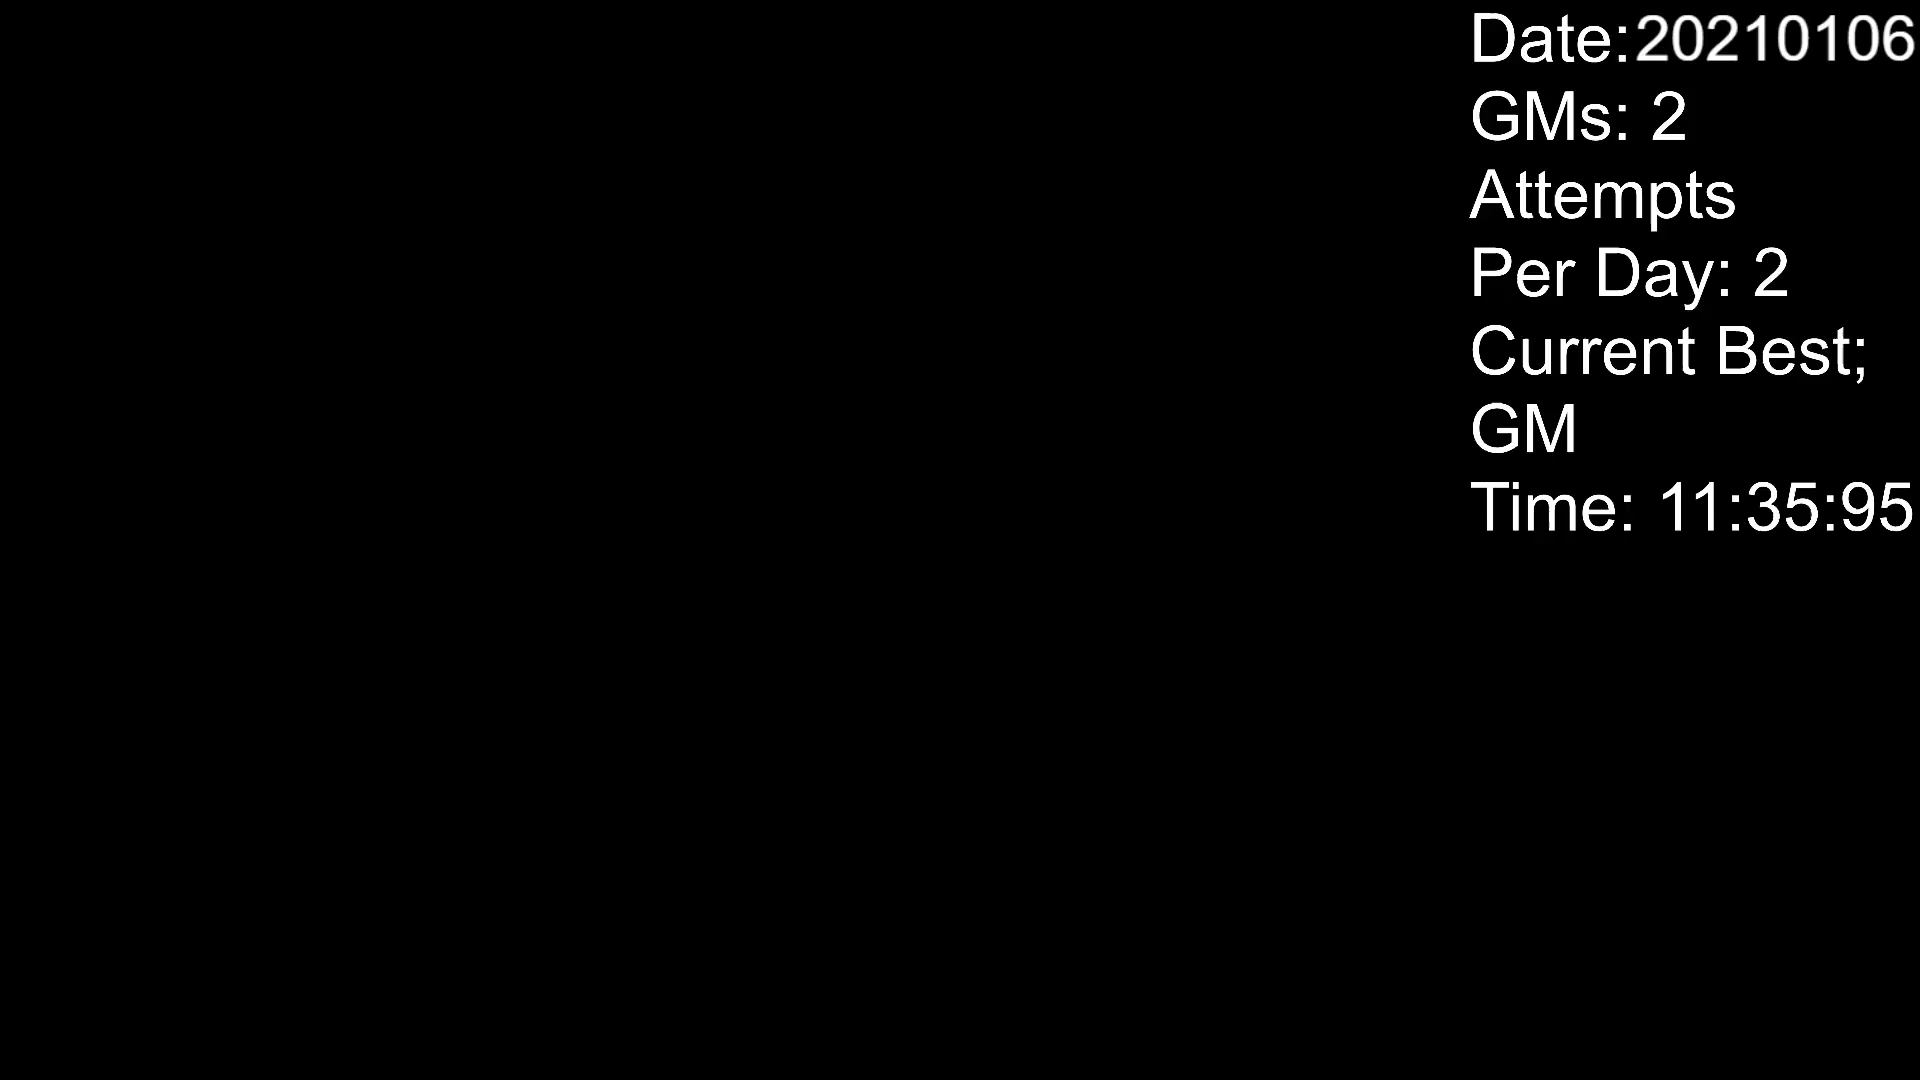 Date:20210106
GMs: 2
Attempts
Per Day: 2
Current Best;
GM
Time: 11:35:95